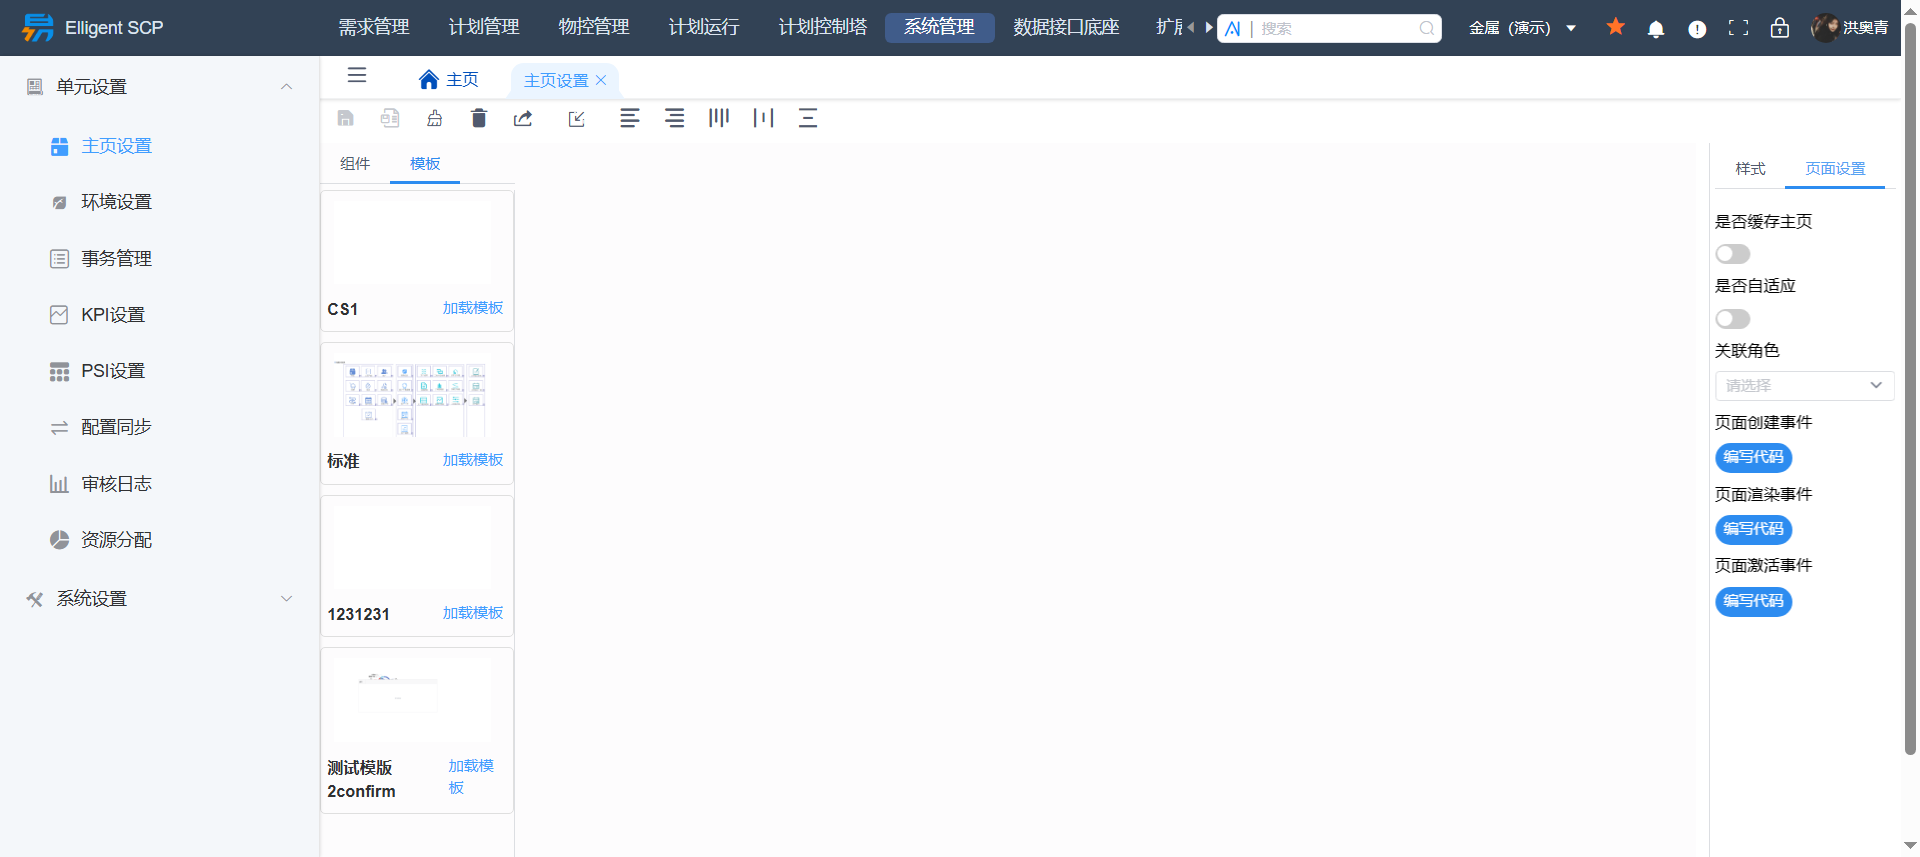 Elligent SCP
需求管理
计划管理
物控管理
计划运行
计划控制塔
系统管理
数据接口底座
扩
搜索
金属（演示）
洪奥青
单元设置
主页设置
环境设置
事务管理
KPI设置
PSI设置
配置同步
审核日志
资源分配
系统设置
主页
主页设置
组件
模板
CS1
加载模板
标准
加载模板
1231231
加载模板
测试模版
2confirm
加载模
板
样式
页面设置
是否缓存主页
是否自适应
关联角色
请选择
页面创建事件
编写代码
页面渲染事件
编写代码
页面激活事件
编写代码